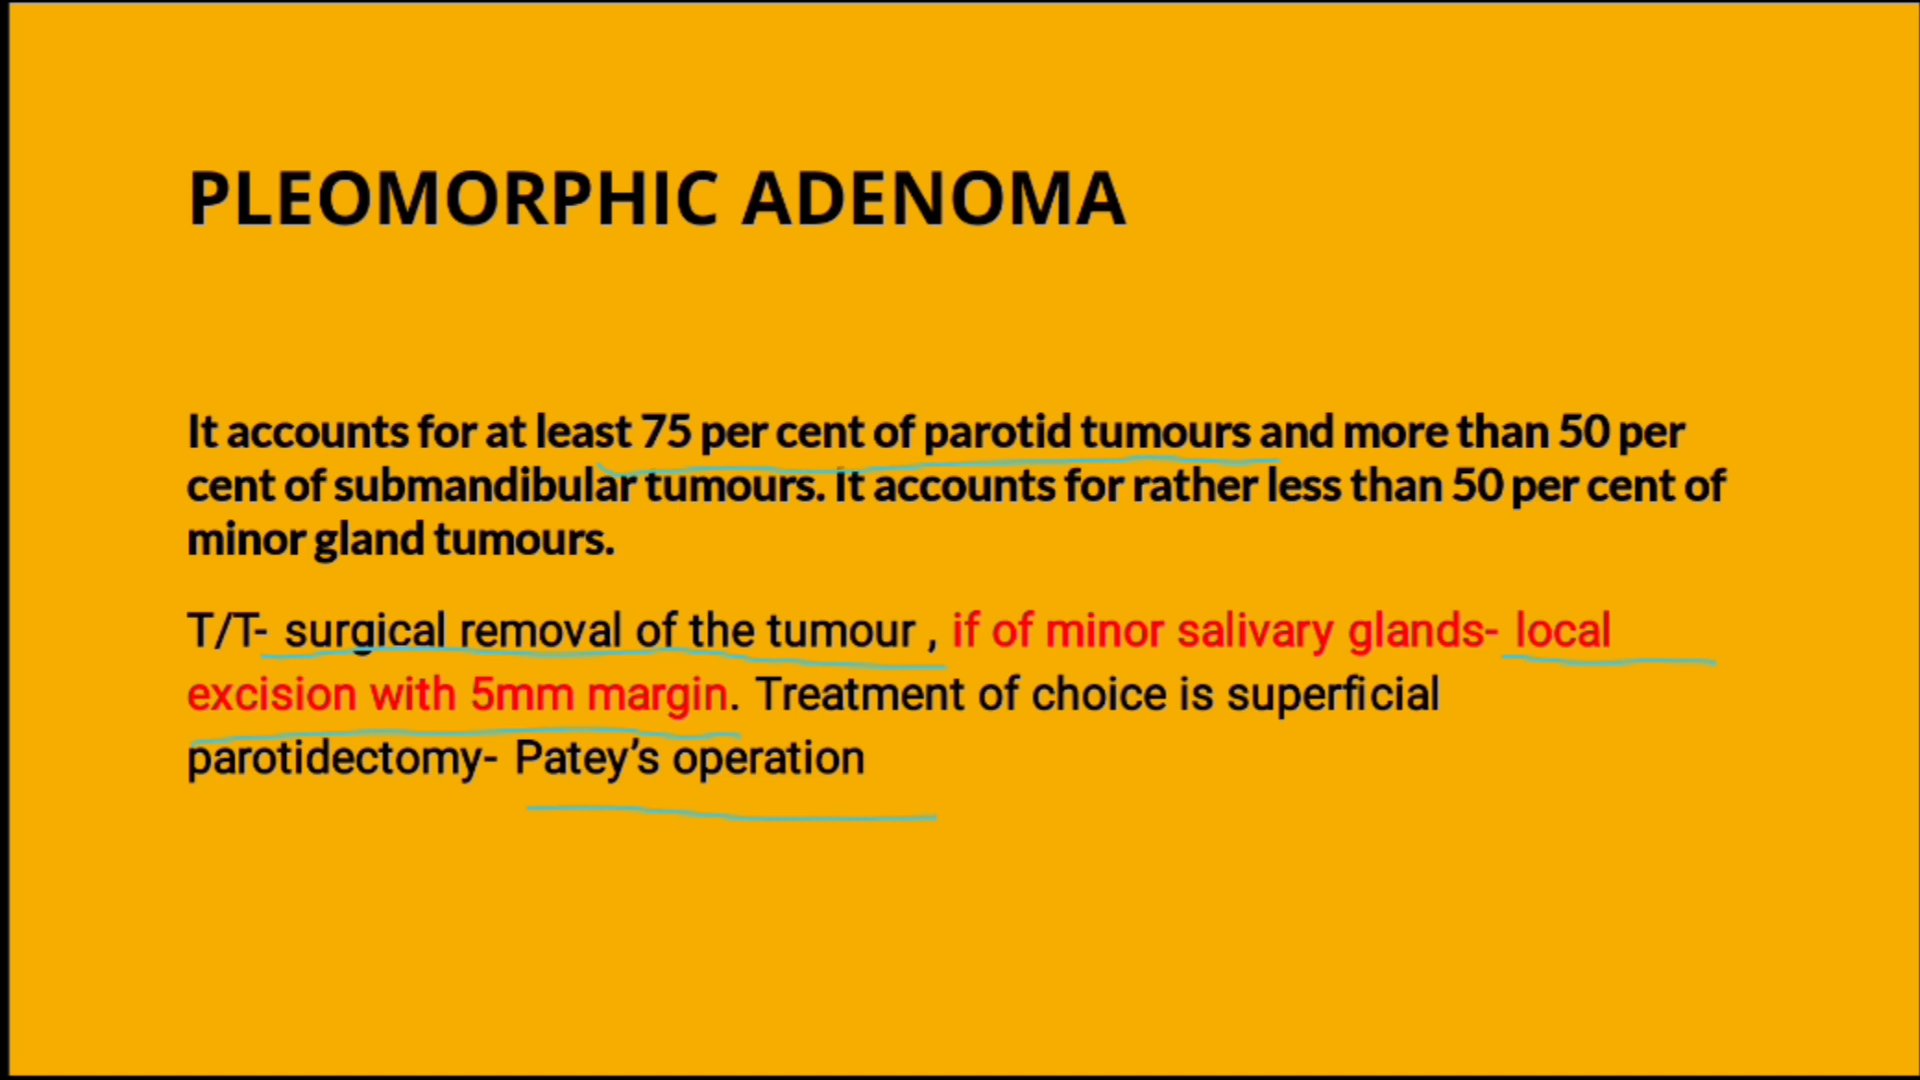 PLEOMORPHIC ADENOMA
It accounts for at least 75 per cent of parotid tumours and more than 50 per
cent of submandibular tumours. It accounts for rather less than 50 per cent of
minor gland tumours.
T/T- surgical removal of the tumour , if of minor salivary glands- local
excision with 5mm margin. Treatment of choice is superficial
parotidectomy- Patey’s operation